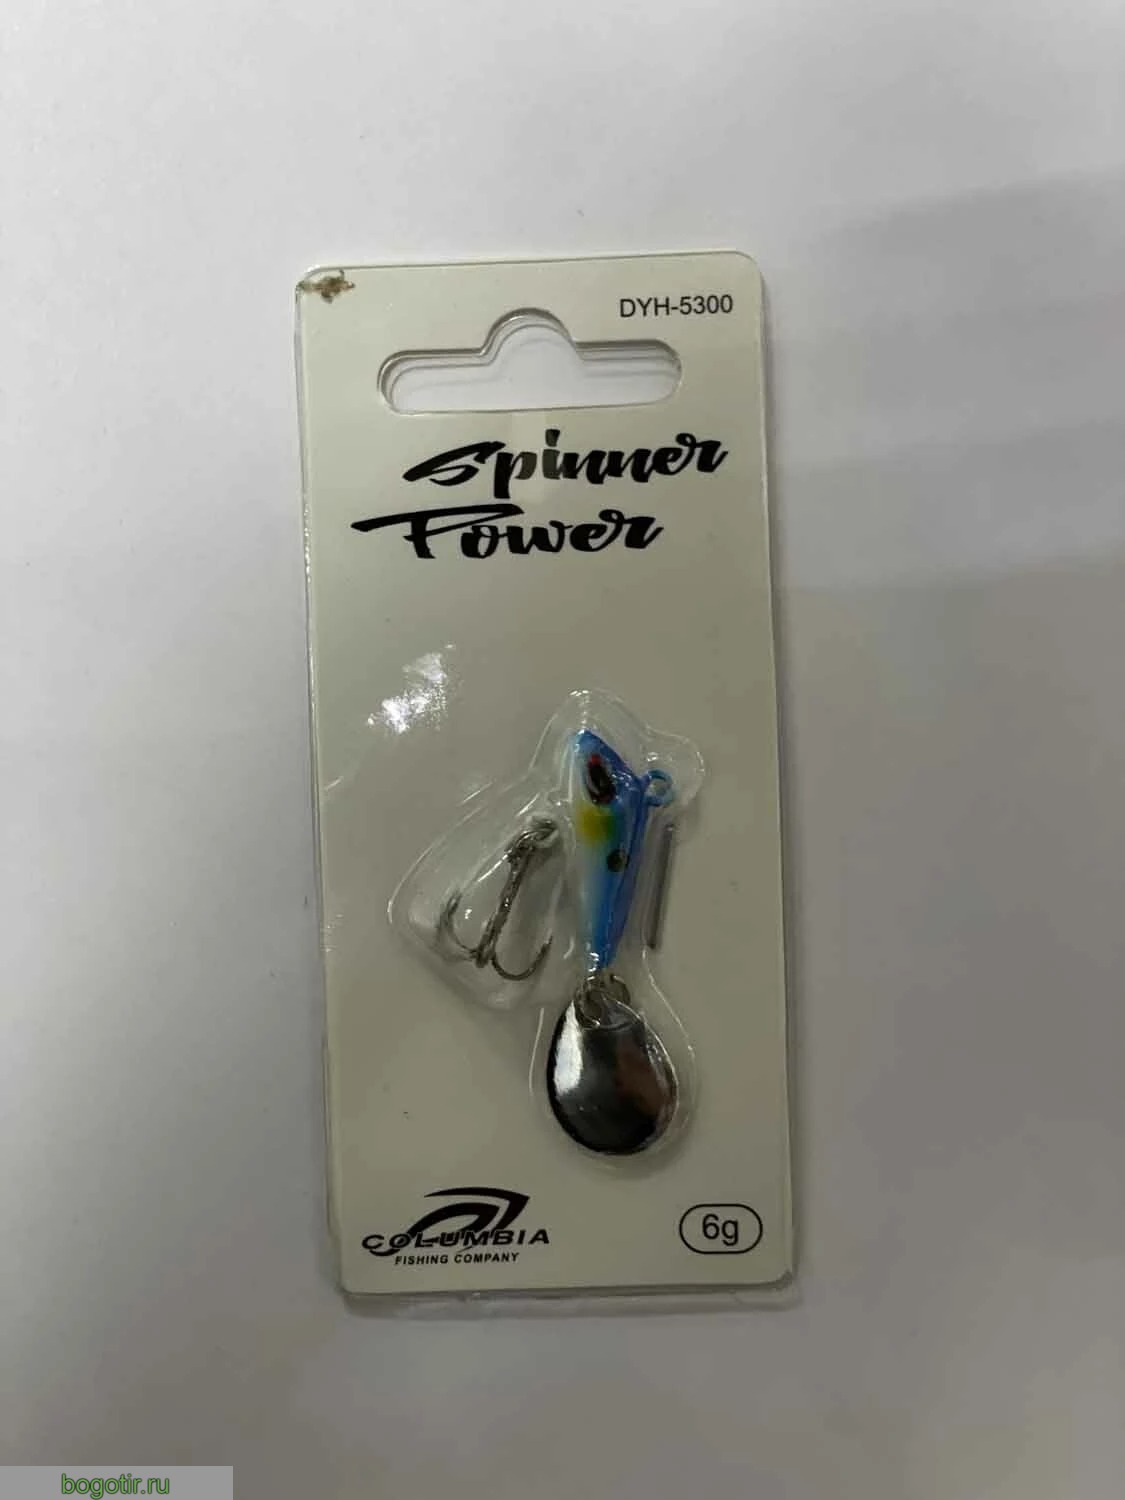 DYH-5300
Spinner
Power
COLUMBIA
FISHING COMPANY
6g
bogotir.ru